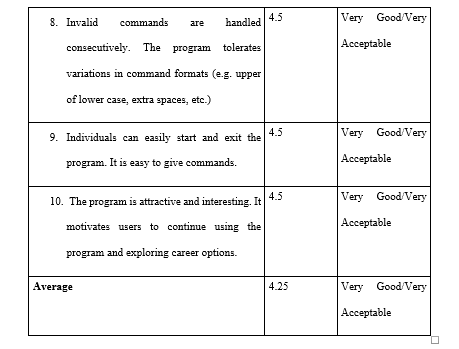 8. Invalid commands are handled 4.5 Very Good/Very
consecutively. The program tolerates Acceptable
variations in command formats (e.g. upper
of lower case, extra spaces, etc.)
9. Individuals can easily start and exit the 4.5 Very Good/Very
program. It is easy to give commands. Acceptable
10. The program is attractive and interesting. It 4.5 Very Good/Very
motivates users to continue using the Acceptable
program and exploring career options.
Average 4.25 Very Good/Very
Acceptable